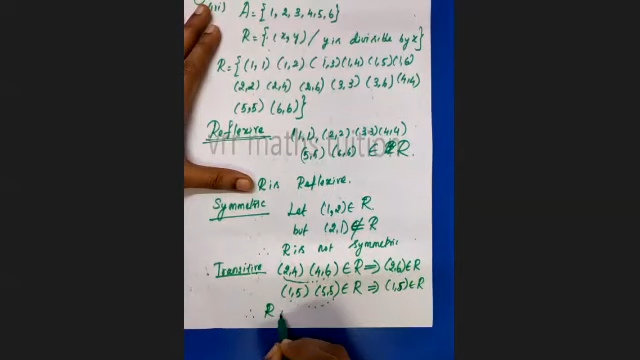 (iii) A = {1, 2, 3, 4, 5, 6}
R = {(x, y) / y is divisible by x}
R = {(1,1) (1,2) (1,3) (1,4) (1,5) (1,6)
(2,2) (2,4) (2,6) (3,3) (3,6) (4,4)
(5,5) (6,6)}
Reflexive (1,1), (2,2) (3,3) (4,4)
(5,5) (6,6) ∈ R.
VH maths tuition
R is Reflexive.
Symmetric Let (1,2) ∈ R.
but (2,1) ∉ R
∴ R is not symmetric
Transitive (2,4) (4,6) ∈ R ⟹ (2,6) ∈ R
(1,5) (5,5) ∈ R ⟹ (1,5) ∈ R
∴ R